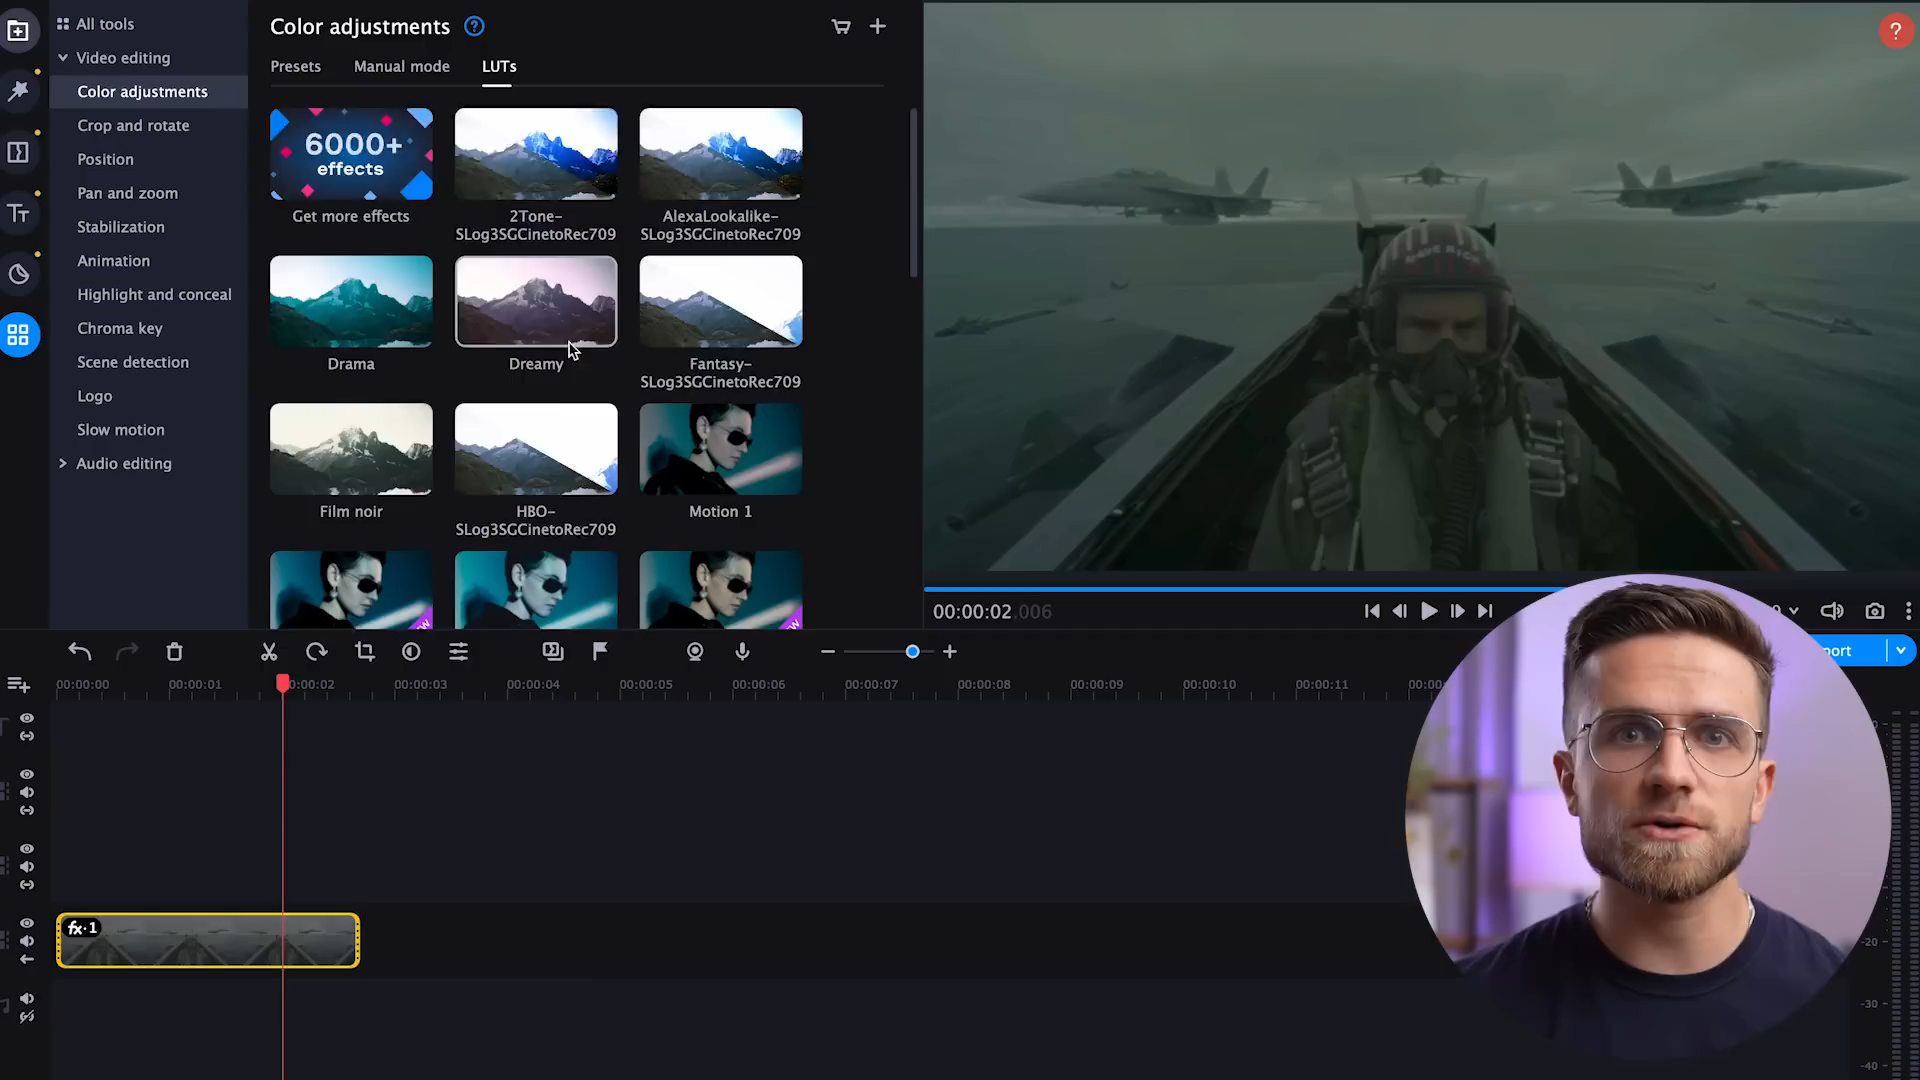 All tools
Video editing
Color adjustments
Crop and rotate
Position
Pan and zoom
Stabilization
Animation
Highlight and conceal
Chroma key
Scene detection
Logo
Slow motion
Audio editing
Color adjustments ?
Presets Manual mode LUTs
6000+
effects
Get more effects
2Tone-
SLog3SGCinetoRec709
AlexaLookalike-
SLog3SGCinetoRec709
Drama
Dreamy
Fantasy-
SLog3SGCinetoRec709
Film noir
HBO-
SLog3SGCinetoRec709
Motion 1
?
MAVERICK
00:00:02.006
port
00:00:00 00:00:01 00:00:02 00:00:03 00:00:04 00:00:05 00:00:06 00:00:07 00:00:08 00:00:09 00:00:10 00:00:11 00:00:
fx·1
-20
-30
-40